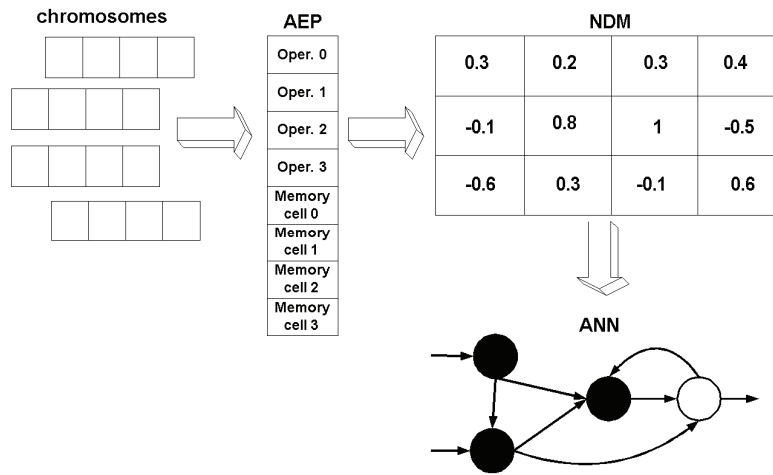 chromosomes
AEP
Oper. 0
Oper. 1
Oper. 2
Oper. 3
Memory
cell 0
Memory
cell 1
Memory
cell 2
Memory
cell 3
NDM
0.3 0.2 0.3 0.4
-0.1 0.8 1 -0.5
-0.6 0.3 -0.1 0.6
ANN